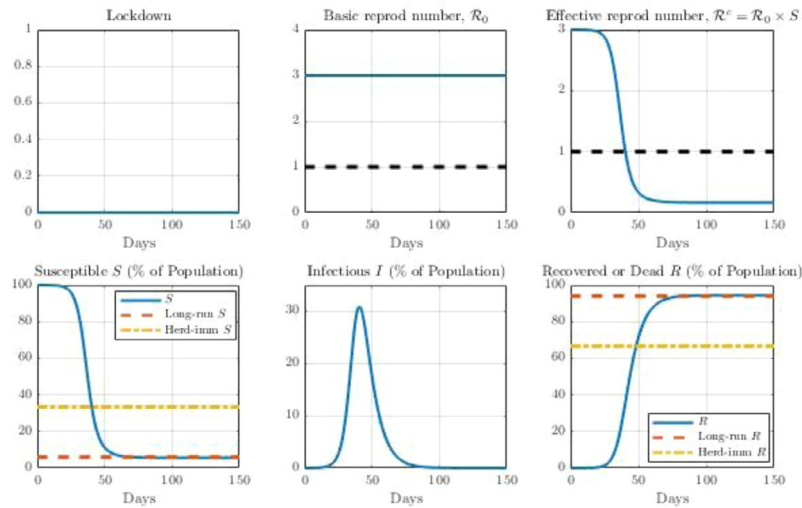 Lockdown
1
0.8
0.6
0.4
0.2
0
0 50 100 150
Days
Basic reprod number, ℛ₀
4
3
2
1
0
0 50 100 150
Days
Effective reprod number, ℛᵉ = ℛ₀ × S
3
2
1
0
0 50 100 150
Days
Susceptible S (% of Population)
100
80
60
40
20
0
S
Long-run S
Herd-imm S
0 50 100 150
Days
Infectious I (% of Population)
30
20
10
0
0 50 100 150
Days
Recovered or Dead R (% of Population)
100
80
60
40
20
0
R
Long-run R
Herd-imm R
0 50 100 150
Days